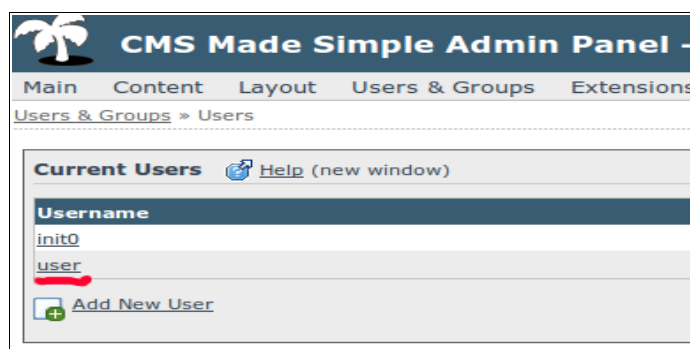 CMS Made Simple Admin Panel -
Main Content Layout Users & Groups Extensions
Users & Groups » Users
Current Users Help (new window)
Username
init0
user
Add New User